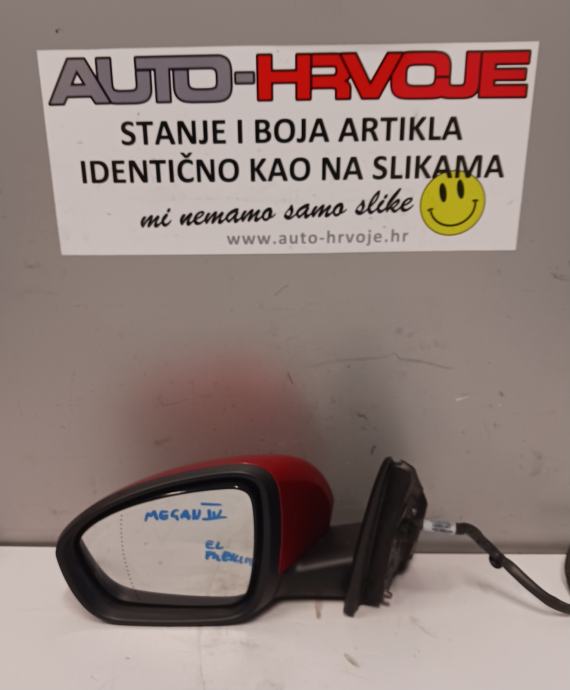 AUTO-HRVOJE
STANJE I BOJA ARTIKLA
IDENTIČNO KAO NA SLIKAMA
mi nemamo samo slike
www.auto-hrvoje.hr
MEGAN IV
EL